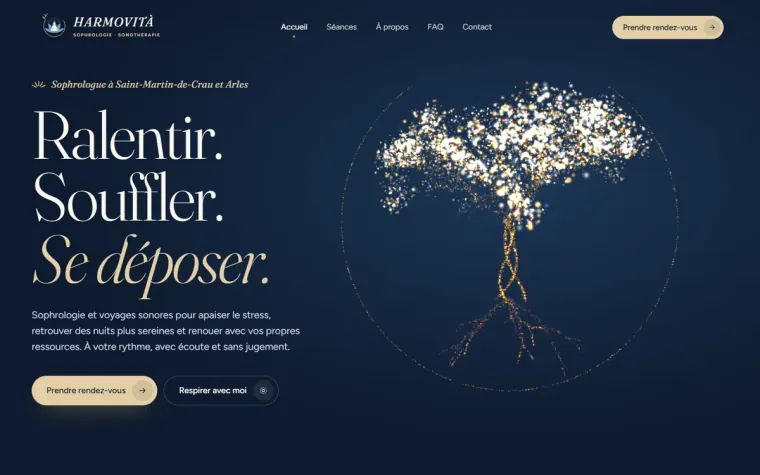 HARMOVITÀ
SOPHROLOGIE · SONOTHÉRAPIE
Accueil
Séances
À propos
FAQ
Contact
Prendre rendez-vous →
Sophrologue à Saint-Martin-de-Crau et Arles
Ralentir.
Souffler.
Se déposer.
Sophrologie et voyages sonores pour apaiser le stress,
retrouver des nuits plus sereines et renouer avec vos propres
ressources. À votre rythme, avec écoute et sans jugement.
Prendre rendez-vous →
Respirer avec moi